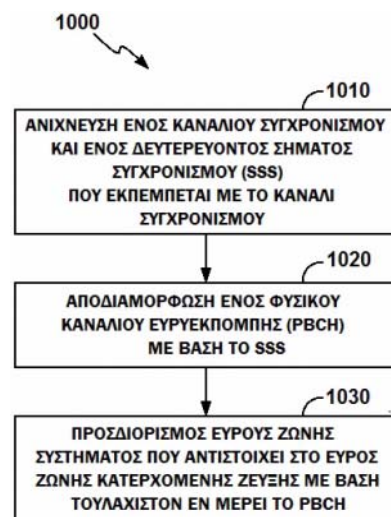 1000
1010
ΑΝΙΧΝΕΥΣΗ ΕΝΟΣ ΚΑΝΑΛΙΟΥ ΣΥΓΧΡΟΝΙΣΜΟΥ
ΚΑΙ ΕΝΟΣ ΔΕΥΤΕΡΕΥΟΝΤΟΣ ΣΗΜΑΤΟΣ
ΣΥΓΧΡΟΝΙΣΜΟΥ (SSS)
ΠΟΥ ΕΚΠΕΜΠΕΤΑΙ ΜΕ ΤΟ ΚΑΝΑΛΙ
ΣΥΓΧΡΟΝΙΣΜΟΥ
1020
ΑΠΟΔΙΑΜΟΡΦΩΣΗ ΕΝΟΣ ΦΥΣΙΚΟΥ
ΚΑΝΑΛΙΟΥ ΕΥΡΥΕΚΠΟΜΠΗΣ (PBCH)
ΜΕ ΒΑΣΗ ΤΟ SSS
1030
ΠΡΟΣΔΙΟΡΙΣΜΟΣ ΕΥΡΟΥΣ ΖΩΝΗΣ
ΣΥΣΤΗΜΑΤΟΣ ΠΟΥ ΑΝΤΙΣΤΟΙΧΕΙ ΣΤΟ ΕΥΡΟΣ
ΖΩΝΗΣ ΚΑΤΕΡΧΟΜΕΝΗΣ ΖΕΥΞΗΣ ΜΕ ΒΑΣΗ
ΤΟΥΛΑΧΙΣΤΟΝ ΕΝ ΜΕΡΕΙ ΤΟ PBCH